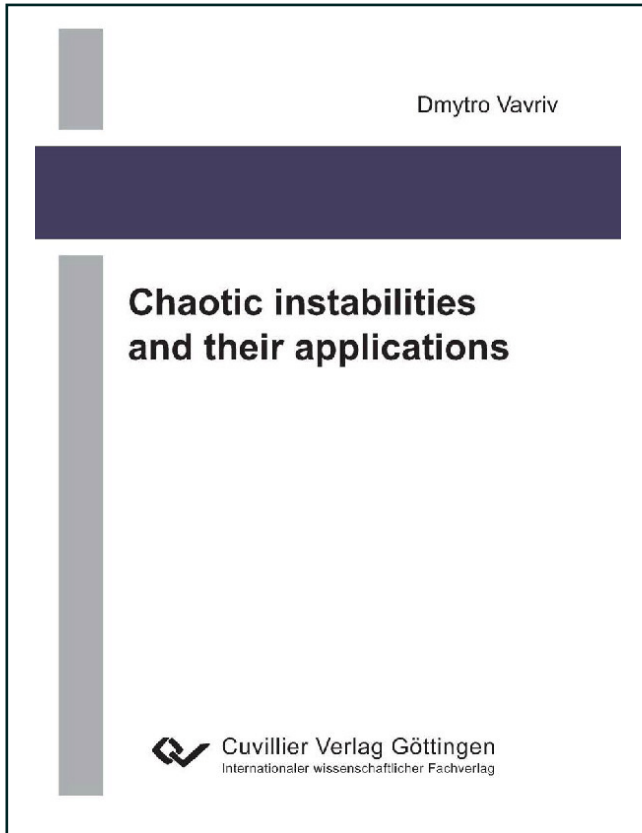 Dmytro Vavriv
Chaotic instabilities
and their applications
Cuvillier Verlag Göttingen
Internationaler wissenschaftlicher Fachverlag